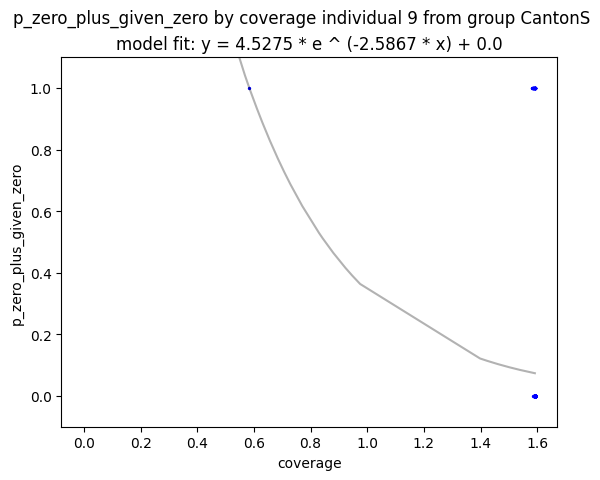 p_zero_plus_given_zero by coverage individual 9 from group CantonS
model fit: y = 4.5275 * e ^ (-2.5867 * x) + 0.0
p_zero_plus_given_zero
1.0
0.8
0.6
0.4
0.2
0.0
0.0 0.2 0.4 0.6 0.8 1.0 1.2 1.4 1.6
coverage